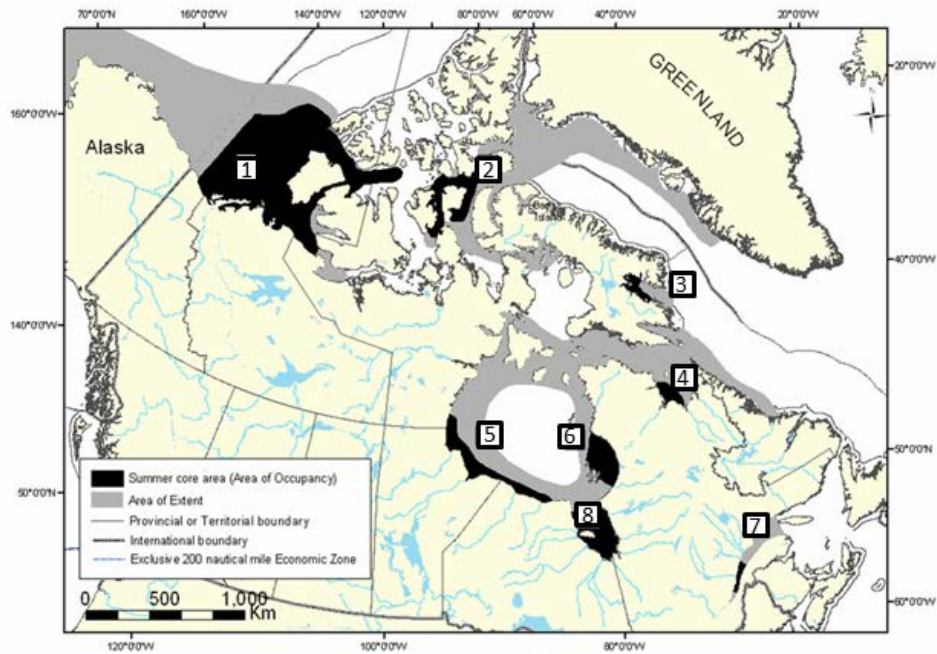 70°0'0"W 160°0'0"W 140°0'0"W 120°0'0"W 100°0'0"W 80°0'0"W 60°0'0"W 40°0'0"W 20°0'0"W
20°0'0"W
GREENLAND
160°0'0"W
Alaska
1
2
Island
3
40°0'0"W
140°0'0"W
4
5
6
50°0'0"W
Summer core area (Area of Occupancy)
Area of Extent
Provincial or Territorial boundary
International boundary
Exclusive 200 nautical mile Economic Zone
50°0'0"N
8
7
0 500 1,000
Km
60°0'0"W
120°0'0"W 100°0'0"W 80°0'0"W